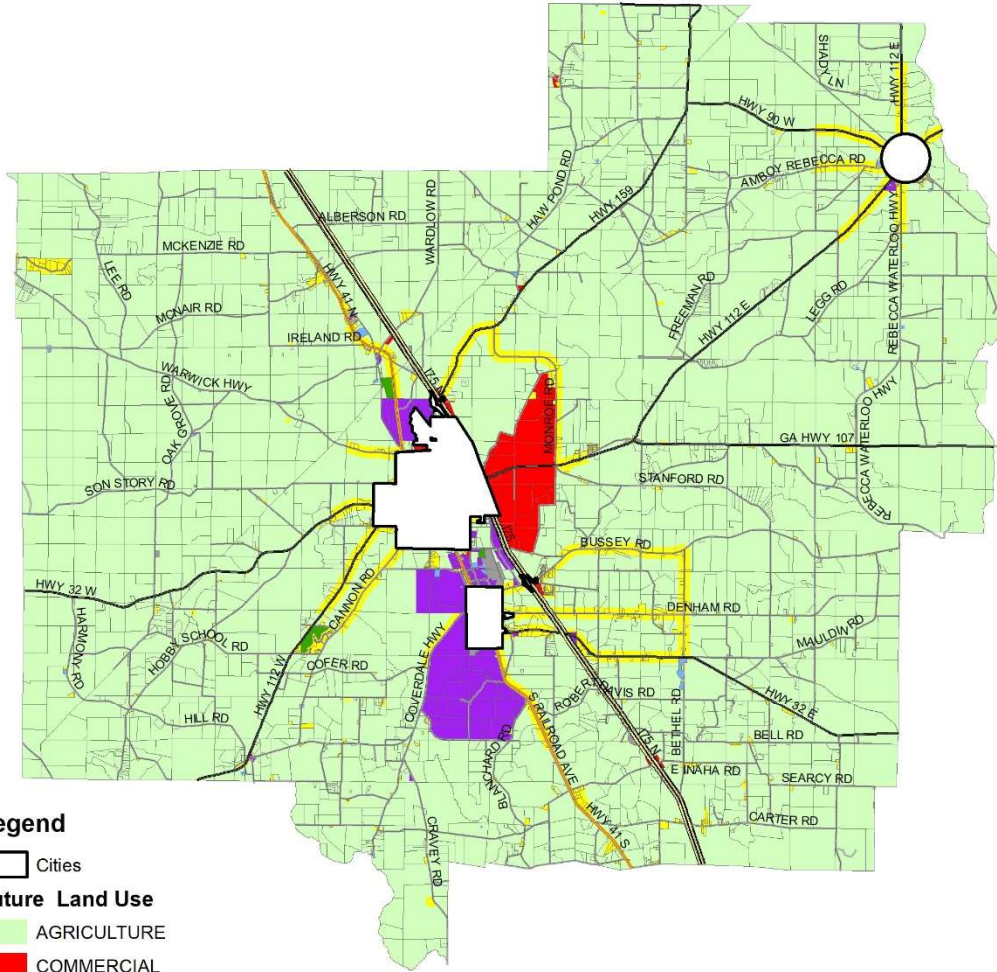 SHADY LN
HWY 112 E
HWY 90 W
AMBOY REBECCA RD
HAW POND RD
HWY 159
WARDLOW RD
ALBERSON RD
MCKENZIE RD
LEE RD
HWY 41 N
MCNAIR RD
IRELAND RD
FREEMAN RD
HWY 112 E
LEGG RD
REBECCA WATERLOO HWY
WARWICK HWY
I75 N
OAK GROVE RD
MONROE RD
REBECCA WATERLOO HWY
GA HWY 107
SON STORY RD
STANFORD RD
I75
BUSSEY RD
HWY 32 W
CANNON RD
DENHAM RD
HARMONY RD
HOBBY SCHOOL RD
MAULDIN RD
COFER RD
COVERDALE HWY
HWY 112 W
ROBERT DAVIS RD
HWY 32 E
HILL RD
S RAILROAD AVE
BETHEL RD
BELL RD
I75 N
BLANCHARD RD
E INAHA RD
SEARCY RD
HWY 41 S
CARTER RD
CRAVEY RD
egend
Cities
uture Land Use
AGRICULTURE
COMMERCIAL